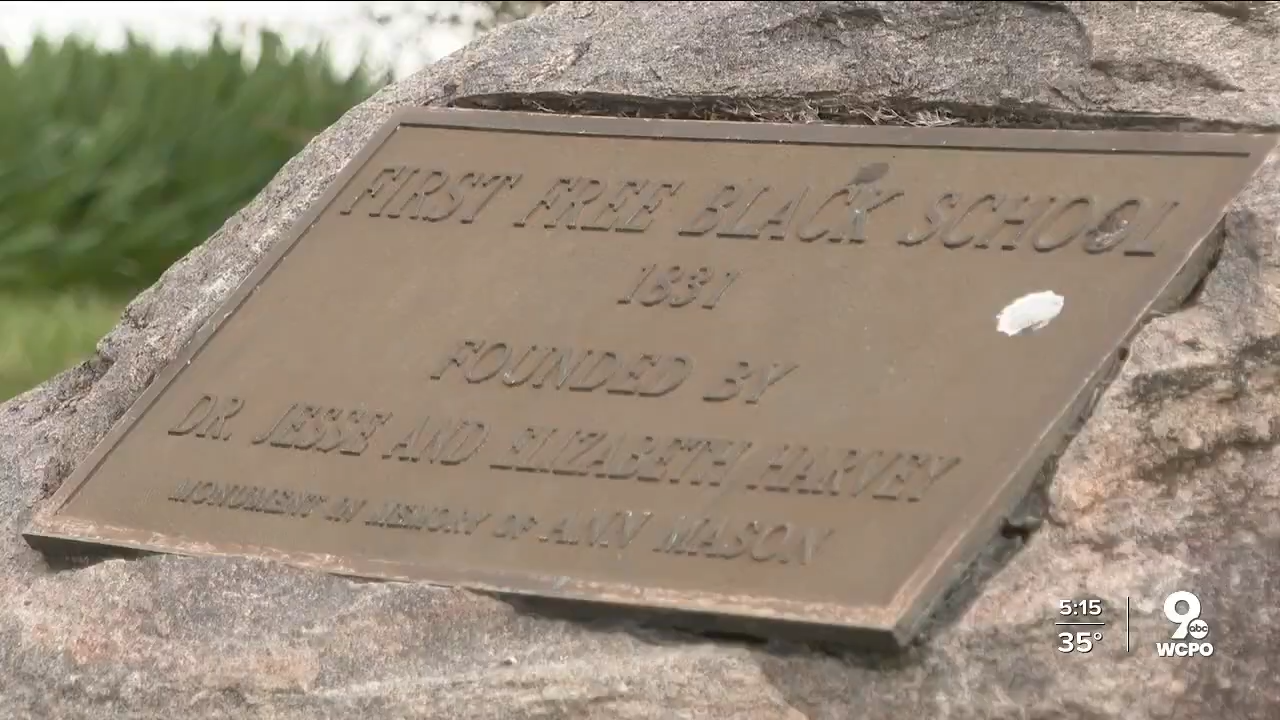 FIRST FREE BLACK SCHOOL
1831
FOUNDED BY
DR. JESSE AND ELIZABETH HARVEY
MONUMENT IN MEMORY OF ANN MASON
5:15
35°
9
abc
WCPO